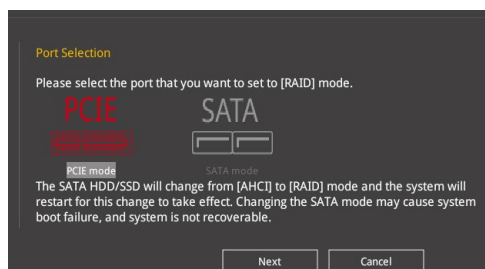 Port Selection
Please select the port that you want to set to [RAID] mode.
PCIE SATA
PCIE mode SATA mode
The SATA HDD/SSD will change from [AHCI] to [RAID] mode and the system will
restart for this change to take effect. Changing the SATA mode may cause system
boot failure, and system is not recoverable.
Next Cancel